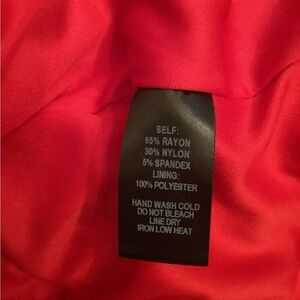 SELF:
65% RAYON
30% NYLON
5% SPANDEX
LINING:
100% POLYESTER
HAND WASH COLD
DO NOT BLEACH
LINE DRY
IRON LOW HEAT